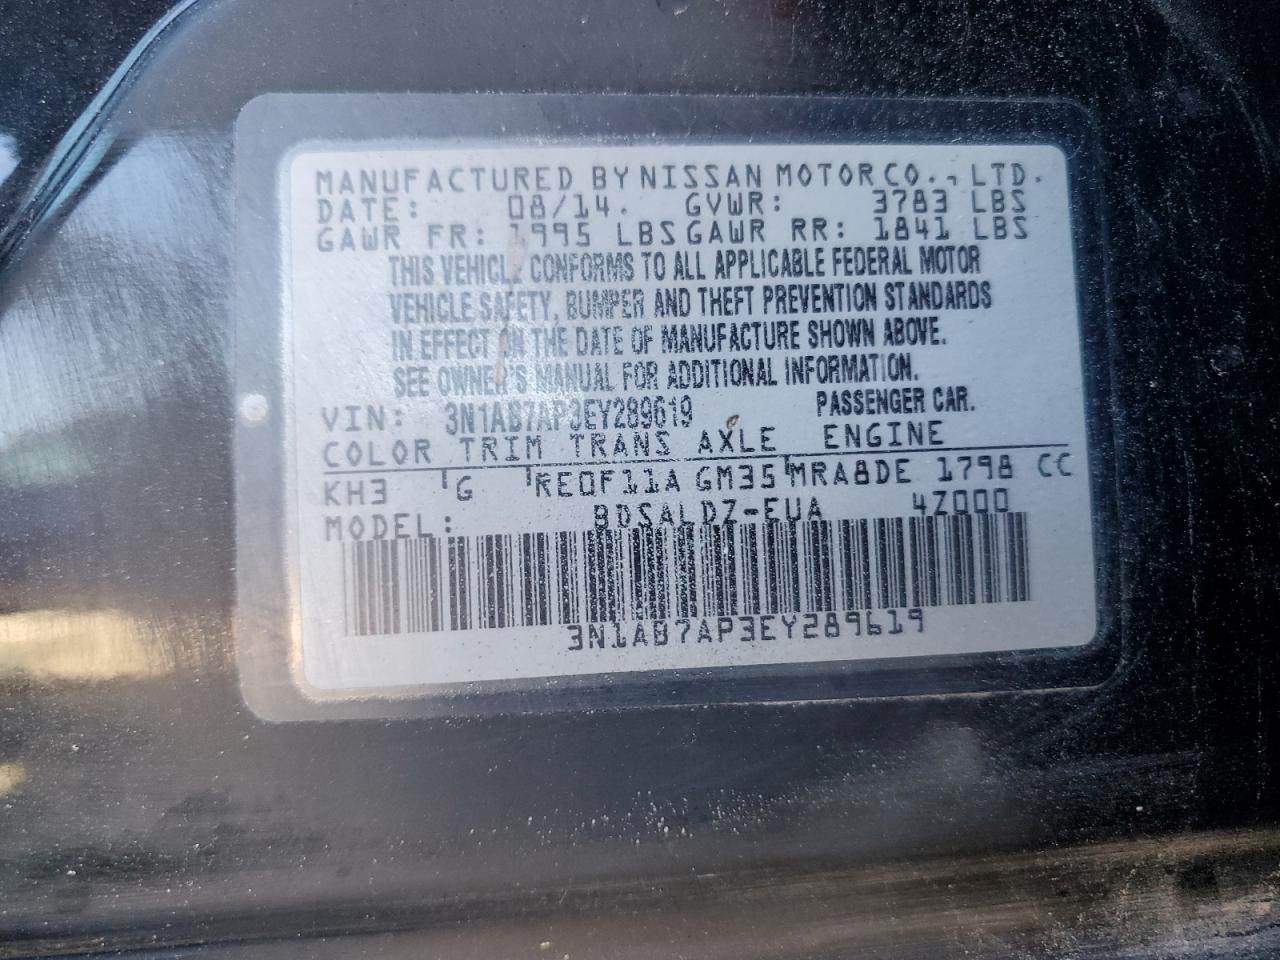 MANUFACTURED BY NISSAN MOTOR CO., LTD.
DATE: 08/14. GVWR: 3783 LBS
GAWR FR: 1995 LBS GAWR RR: 1841 LBS
THIS VEHICLE CONFORMS TO ALL APPLICABLE FEDERAL MOTOR
VEHICLE SAFETY, BUMPER AND THEFT PREVENTION STANDARDS
IN EFFECT ON THE DATE OF MANUFACTURE SHOWN ABOVE.
SEE OWNER'S MANUAL FOR ADDITIONAL INFORMATION.
VIN: 3N1AB7AP3EY289619 PASSENGER CAR.
COLOR TRIM TRANS AXLE ENGINE
KH3 G RE0F11A GM35 MRA8DE 1798 CC
MODEL: BDSALDZ-EUA 4Z000
3N1AB7AP3EY289619